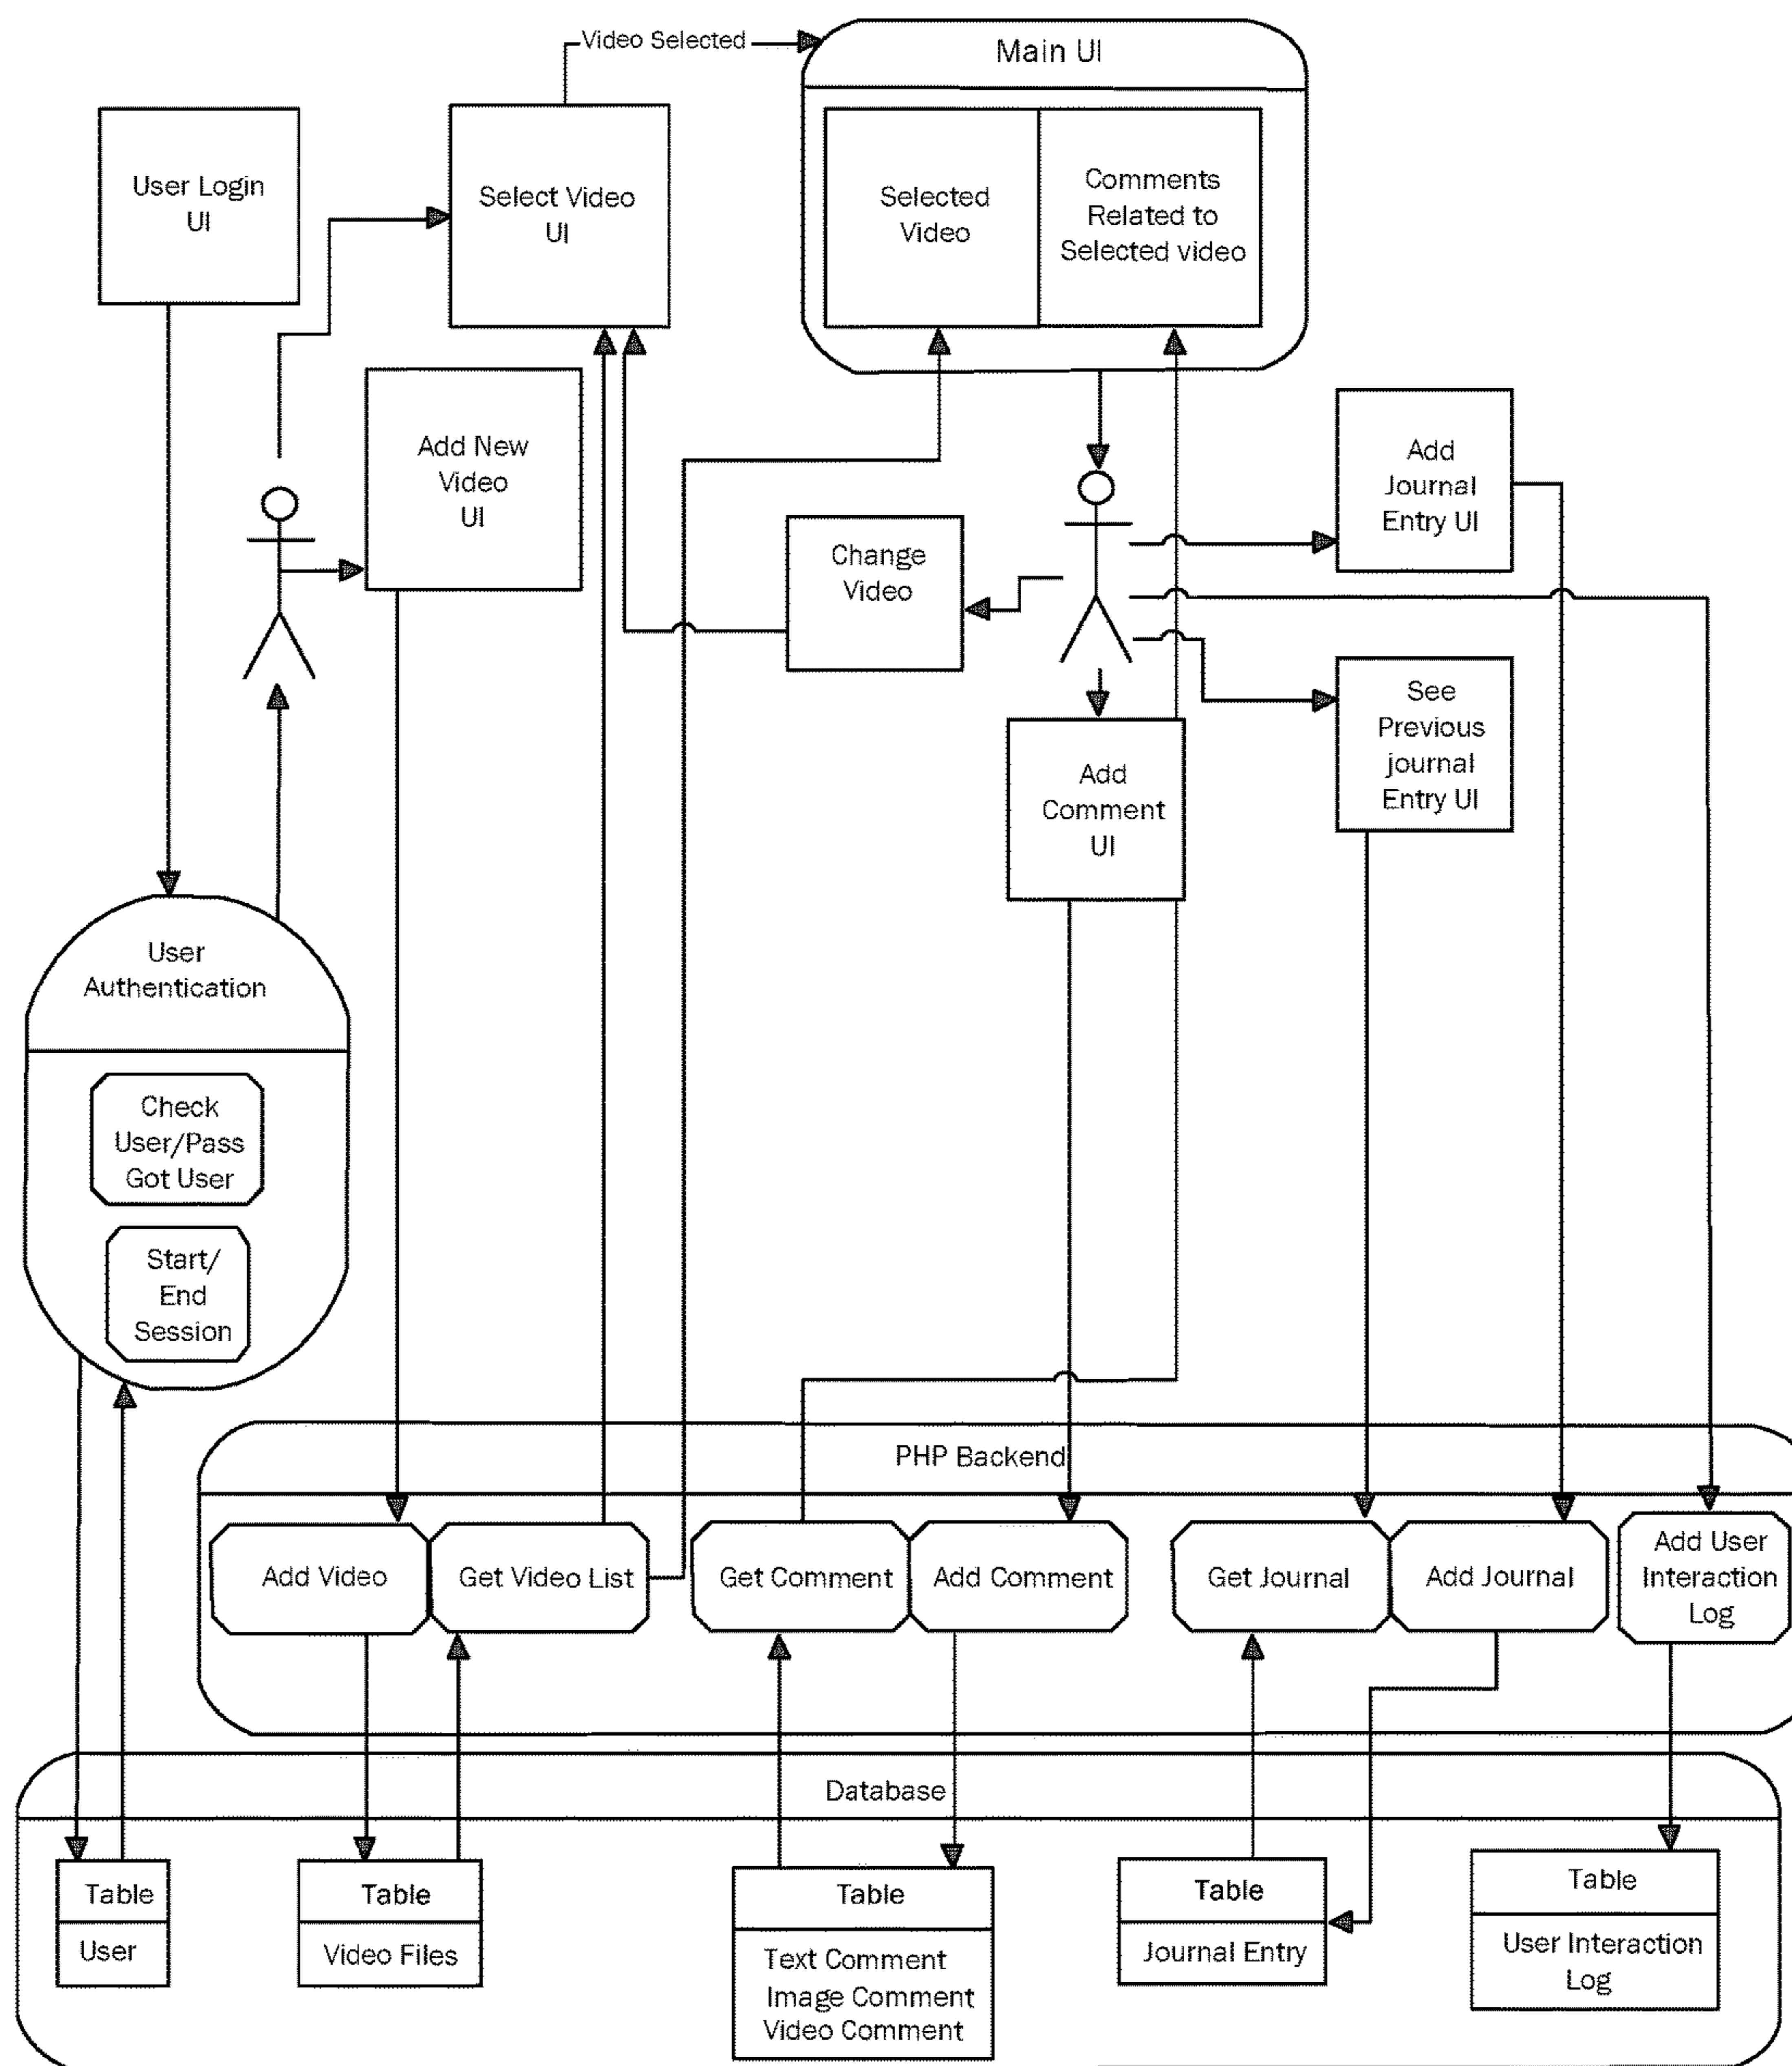 Video Selected
Main UI
User Login
UI
Select Video
UI
Selected
Video
Comments
Related to
Selected video
Add New
Video
UI
Change
Video
Add
Journal
Entry UI
See
Previous
journal
Entry UI
Add
Comment
UI
User
Authentication
Check
User/Pass
Got User
Start/
End
Session
PHP Backend
Add Video
Get Video List
Get Comment
Add Comment
Get Journal
Add Journal
Add User
Interaction
Log
Database
Table
User
Table
Video Files
Table
Text Comment
Image Comment
Video Comment
Table
Journal Entry
Table
User Interaction
Log